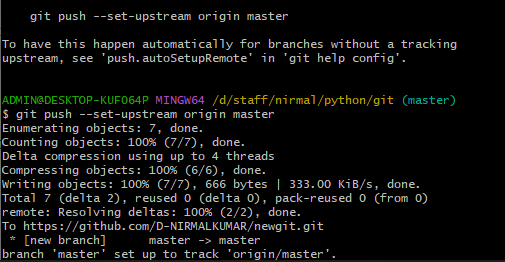 git push --set-upstream origin master
To have this happen automatically for branches without a tracking
upstream, see 'push.autoSetupRemote' in 'git help config'.
ADMIN@DESKTOP-KUFO64P MINGW64 /d/staff/nirmal/python/git (master)
$ git push --set-upstream origin master
Enumerating objects: 7, done.
Counting objects: 100% (7/7), done.
Delta compression using up to 4 threads
Compressing objects: 100% (6/6), done.
Writing objects: 100% (7/7), 666 bytes | 333.00 KiB/s, done.
Total 7 (delta 2), reused 0 (delta 0), pack-reused 0 (from 0)
remote: Resolving deltas: 100% (2/2), done.
To https://github.com/D-NIRMALKUMAR/newgit.git
 * [new branch]      master -> master
branch 'master' set up to track 'origin/master'.